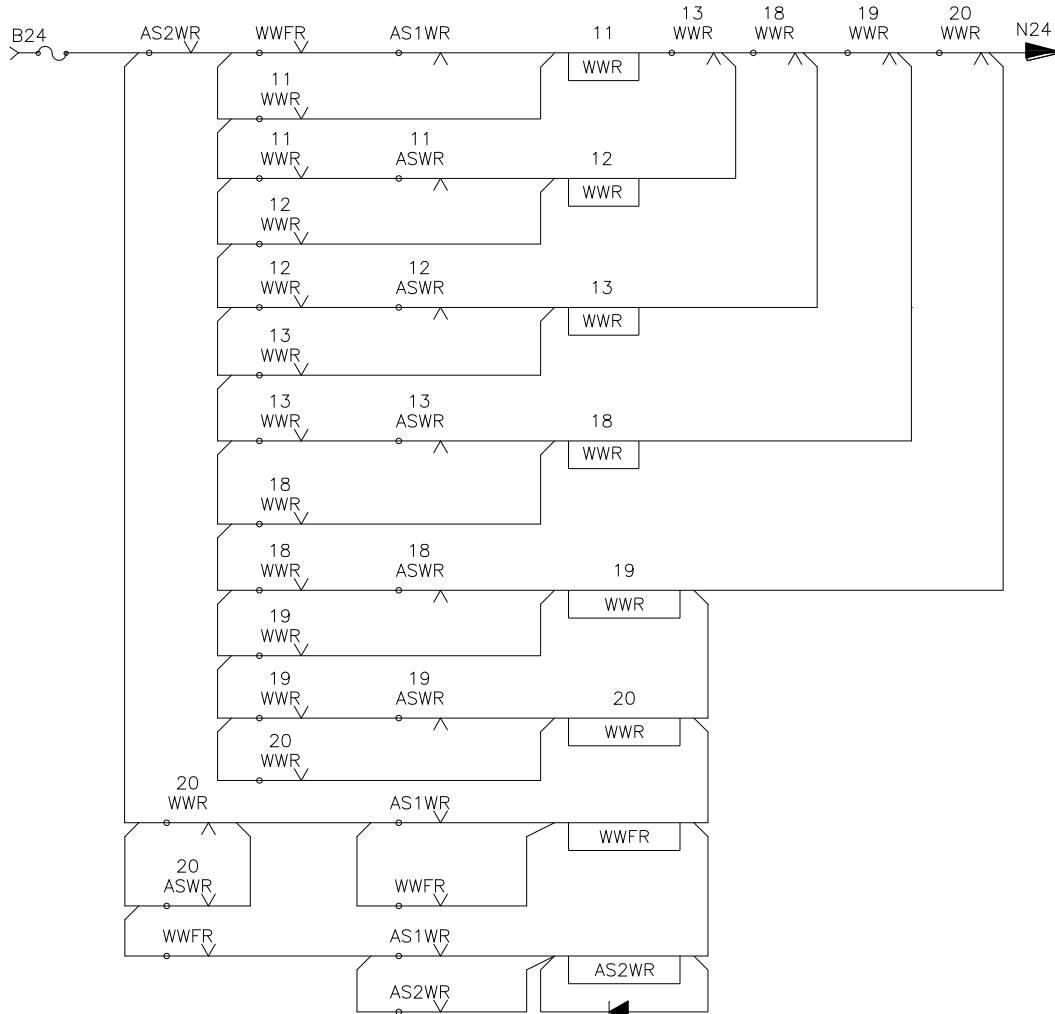 B24 AS2WR WWFR AS1WR 11 13 18 19 20 N24
WWR WWR WWR WWR WWR
11
WWR
11 11 12
WWR ASWR WWR
12
WWR
12 12 13
WWR ASWR WWR
13
WWR
13 13 18
WWR ASWR WWR
18
WWR
18 18 19
WWR ASWR WWR
19
WWR
19 19 20
WWR ASWR WWR
20
WWR
20
WWR AS1WR
WWFR
20
ASWR WWFR
WWFR AS1WR
AS2WR
AS2WR